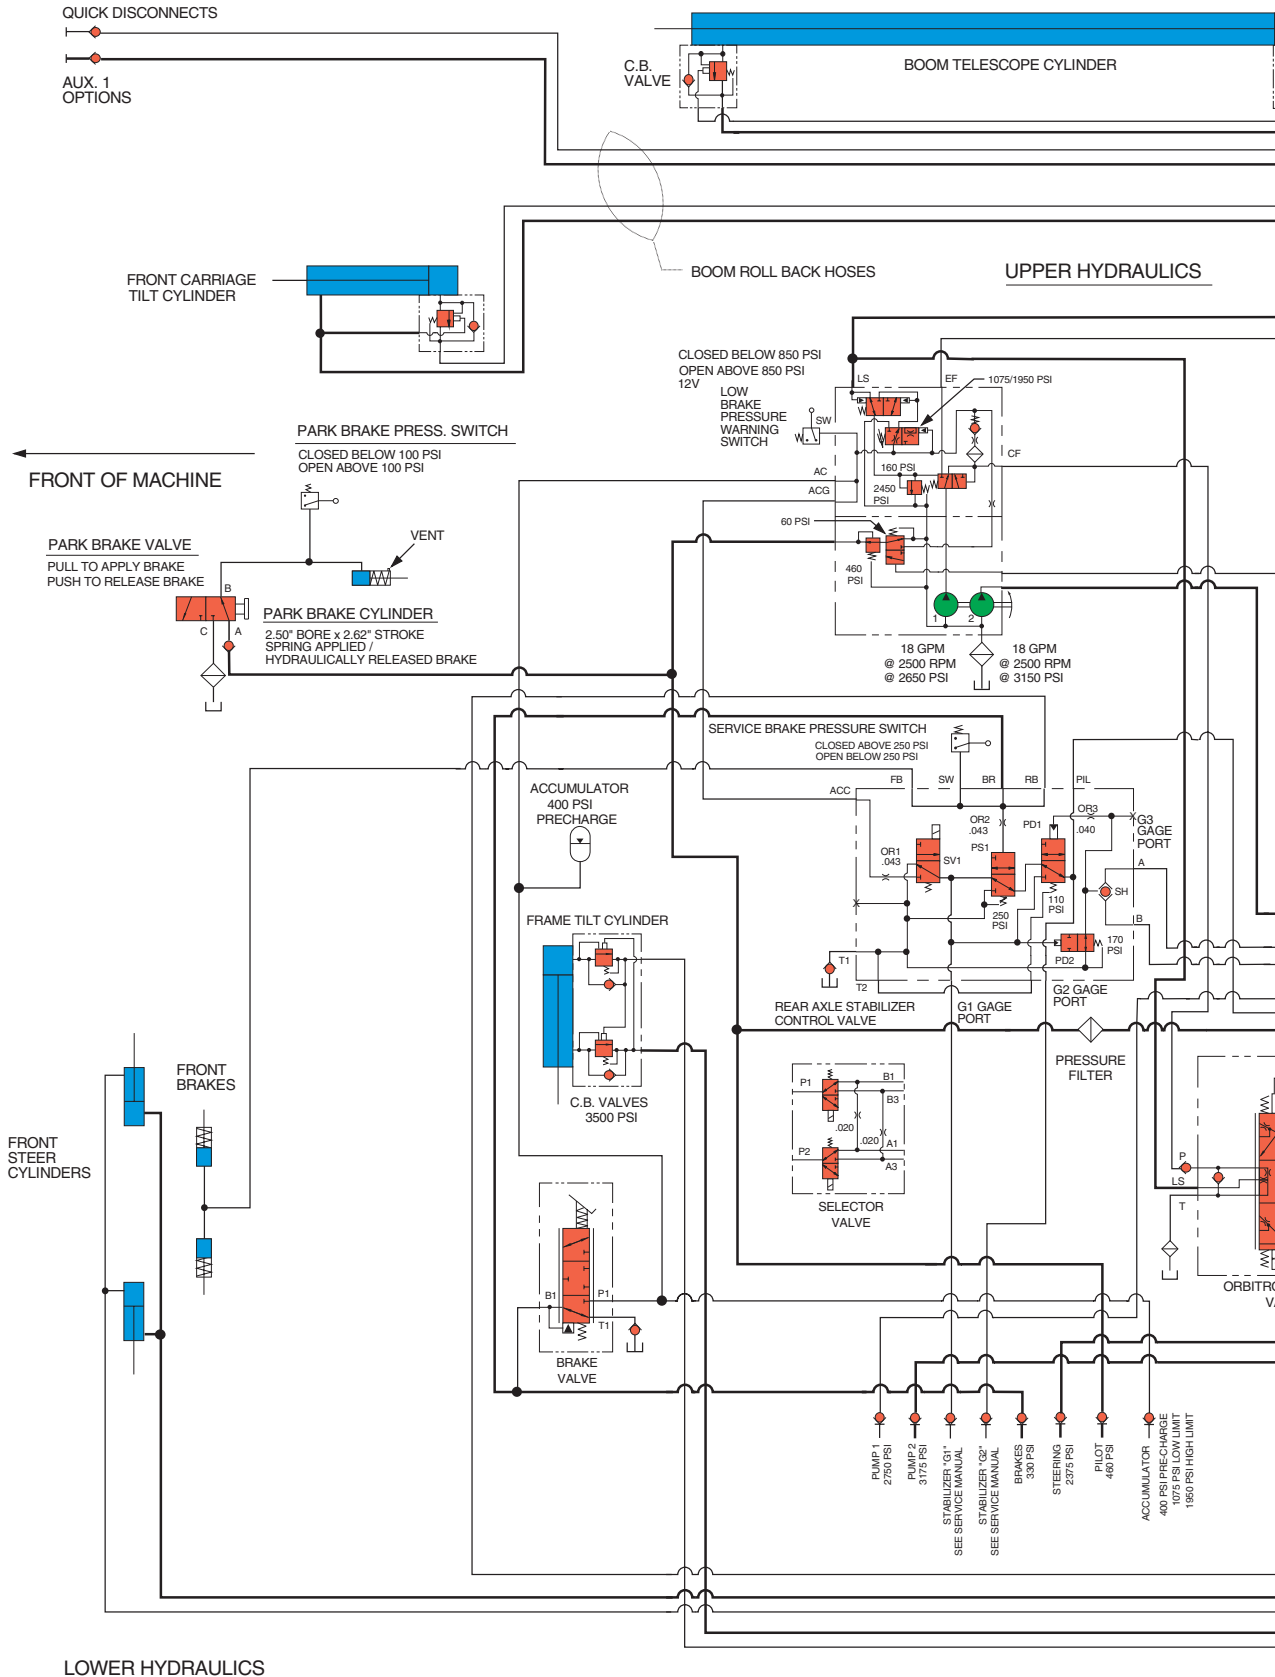 QUICK DISCONNECTS
AUX. 1
OPTIONS
C.B.
VALVE
BOOM TELESCOPE CYLINDER
FRONT CARRIAGE
TILT CYLINDER
BOOM ROLL BACK HOSES
UPPER HYDRAULICS
CLOSED BELOW 850 PSI
OPEN ABOVE 850 PSI
12V
LOW
BRAKE
PRESSURE
WARNING
SWITCH
LS
EF
1075/1950 PSI
SW
CF
AC
ACG
160 PSI
2450
PSI
60 PSI
460
PSI
1
2
18 GPM
@ 2500 RPM
@ 2650 PSI
18 GPM
@ 2500 RPM
@ 3150 PSI
PARK BRAKE PRESS. SWITCH
CLOSED BELOW 100 PSI
OPEN ABOVE 100 PSI
FRONT OF MACHINE
VENT
PARK BRAKE VALVE
PULL TO APPLY BRAKE
PUSH TO RELEASE BRAKE
B
C
A
PARK BRAKE CYLINDER
2.50" BORE x 2.62" STROKE
SPRING APPLIED /
HYDRAULICALLY RELEASED BRAKE
SERVICE BRAKE PRESSURE SWITCH
CLOSED ABOVE 250 PSI
OPEN BELOW 250 PSI
ACC
FB
SW
BR
RB
PIL
ACCUMULATOR
400 PSI
PRECHARGE
OR2
.043
PD1
OR3
.040
G3
GAGE
PORT
OR1
.043
SV1
PS1
A
SH
250
PSI
110
PSI
B
170
PSI
PD2
T1
T2
G2 GAGE
PORT
G1 GAGE
PORT
REAR AXLE STABILIZER
CONTROL VALVE
FRAME TILT CYLINDER
C.B. VALVES
3500 PSI
PRESSURE
FILTER
FRONT
BRAKES
FRONT
STEER
CYLINDERS
P1
B1
B3
.020
.020
A1
P2
A3
SELECTOR
VALVE
P
LS
T
ORBITRO
VA
B1
P1
T1
BRAKE
VALVE
PUMP 1
2750 PSI
PUMP 2
3175 PSI
STABILIZER "G1"
SEE SERVICE MANUAL
STABILIZER "G2"
SEE SERVICE MANUAL
BRAKES
330 PSI
STEERING
2375 PSI
PILOT
460 PSI
ACCUMULATOR
400 PSI PRE-CHARGE
1075 PSI LOW LIMIT
1950 PSI HIGH LIMIT
LOWER HYDRAULICS